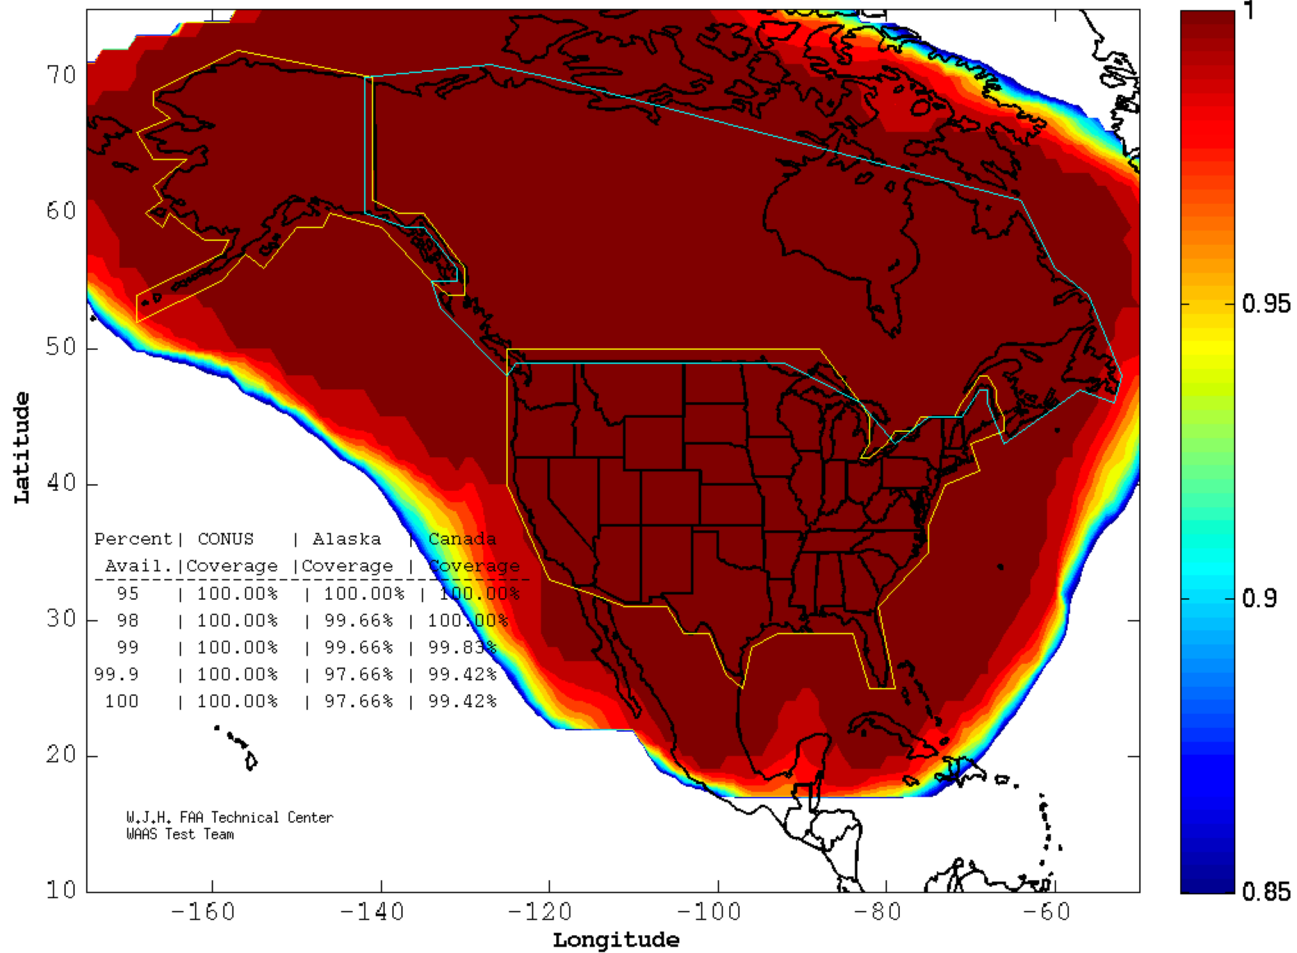 1
70
60
0.95
50
Latitude
40
Percent| CONUS | Alaska | Canada
Avail.|Coverage |Coverage | Coverage
95 | 100.00% | 100.00% | 100.00%
0.9
30
98 | 100.00% | 99.66% | 100.00%
99 | 100.00% | 99.66% | 99.83%
99.9 | 100.00% | 97.66% | 99.42%
100 | 100.00% | 97.66% | 99.42%
20
W.J.H. FAA Technical Center
WAAS Test Team
10
0.85
-160 -140 -120 -100 -80 -60
Longitude